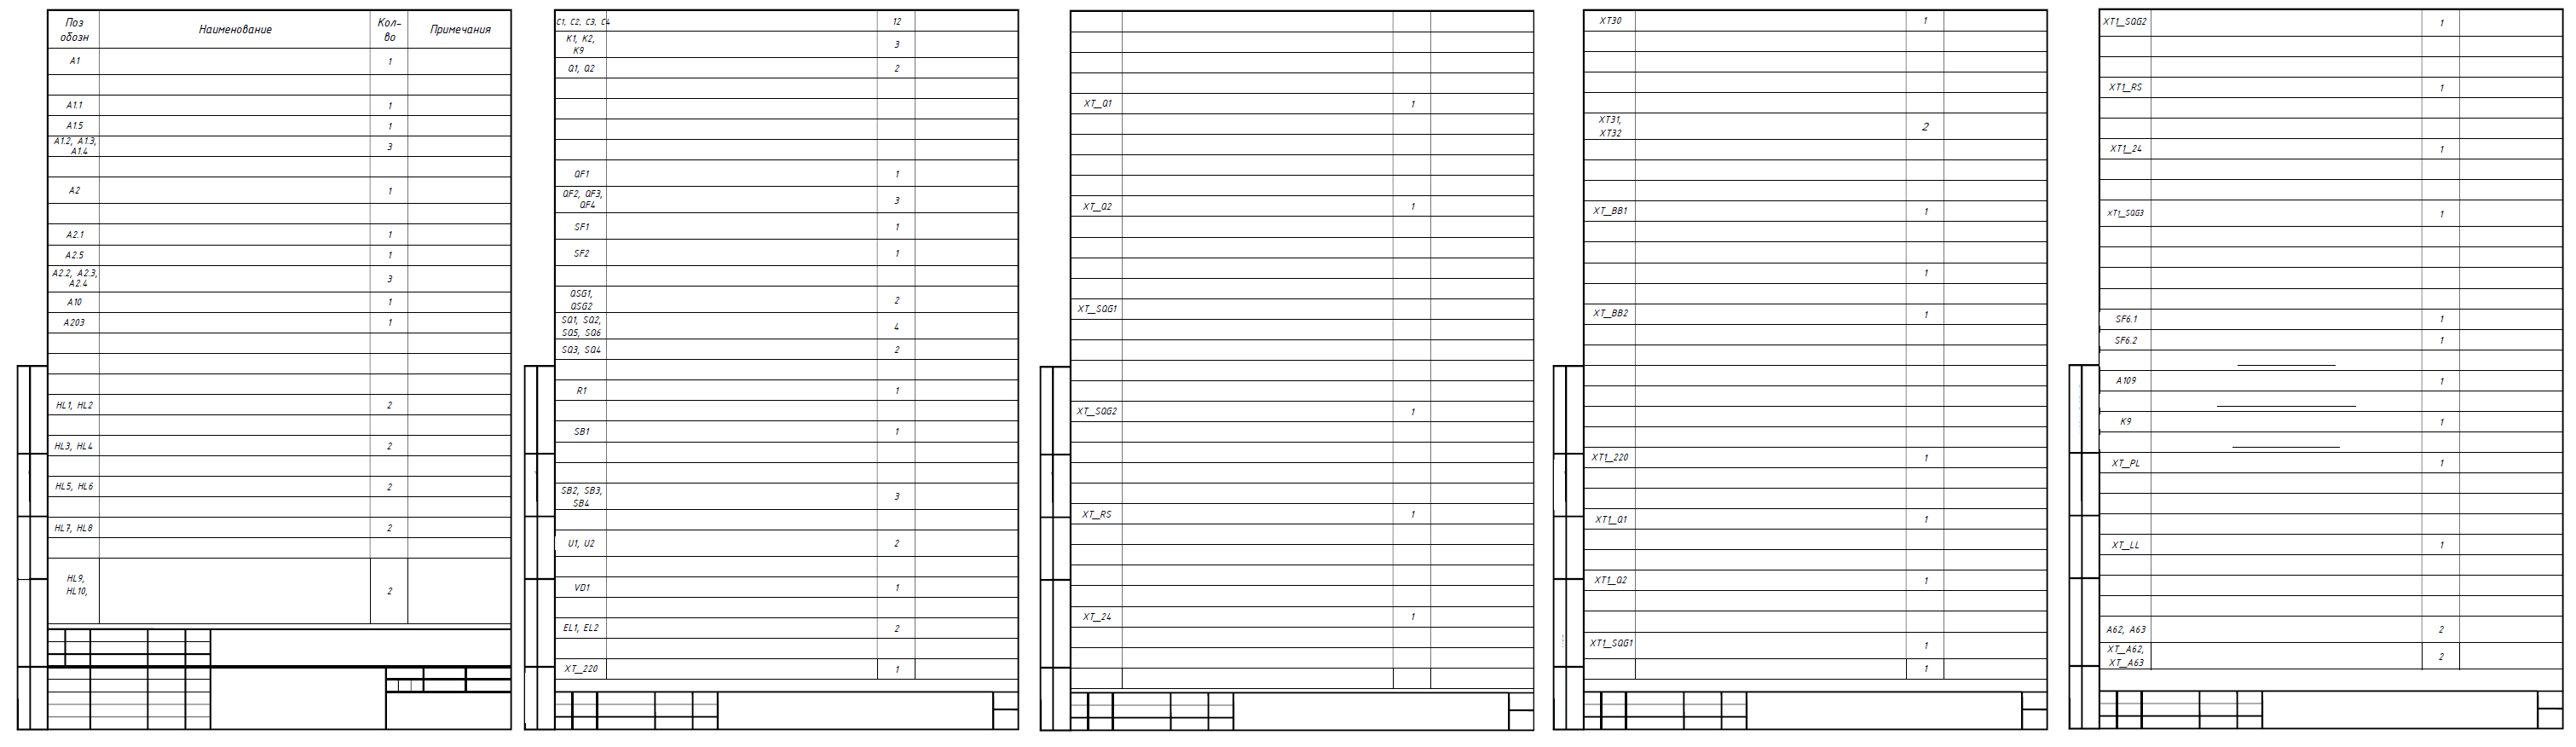 Поз обозн Наименование Кол-во Примечания
A1 1
A1.1 1
A1.5 1
A1.2, A1.3, A1.4 3
A2 1
A2.1 1
A2.5 1
A2.2, A2.3, A2.4 3
A10 1
A203 1
HL1, HL2 2
HL3, HL4 2
HL5, HL6 2
HL7, HL8 2
HL9, HL10, 2
C1, C2, C3, C4 12
K1, K2, K9 3
Q1, Q2 2
QF1 1
QF2, QF3, QF4 3
SF1 1
SF2 1
QSG1, QSG2 2
SQ1, SQ2, SQ5, SQ6 4
SQ3, SQ4 2
R1 1
SB1 1
SB2, SB3, SB4 3
U1, U2 2
VD1 1
EL1, EL2 2
XT_220 1
XT_Q1 1
XT_Q2 1
XT_SQG1 1
XT_SQG2 1
XT_RS 1
XT_24 1
XT30 1
XT31, XT32 2
XT_BB1 1
1
XT_BB2 1
XT1_220 1
XT1_Q1 1
XT1_Q2 1
XT1_SQG1 1
1
XT1_SQG2 1
XT1_RS 1
XT1_24 1
XT1_SQG3 1
SF6.1 1
SF6.2 1
A109 1
K9 1
XT_PL 1
XT_LL 1
A62, A63 2
XT_A62, XT_A63 2